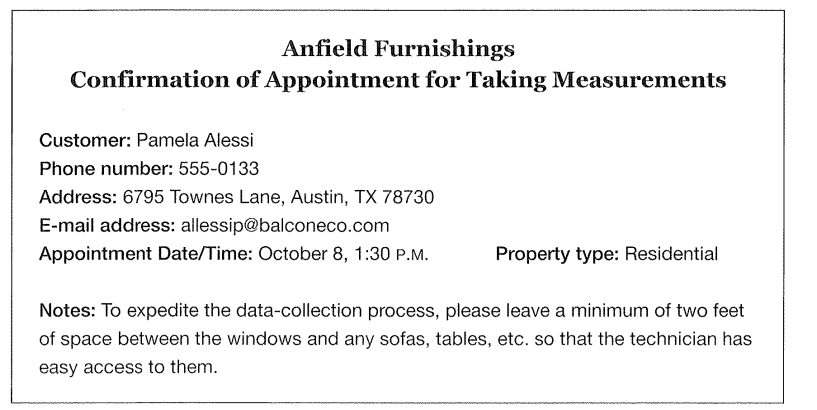 Anfield Furnishings
Confirmation of Appointment for Taking Measurements
Customer: Pamela Alessi
Phone number: 555-0133
Address: 6795 Townes Lane, Austin, TX 78730
E-mail address: allessip@balconeco.com
Appointment Date/Time: October 8, 1:30 P.M. Property type: Residential
Notes: To expedite the data-collection process, please leave a minimum of two feet
of space between the windows and any sofas, tables, etc. so that the technician has
easy access to them.